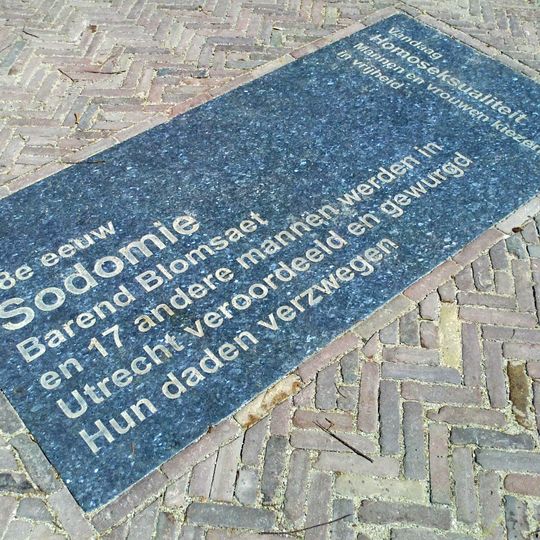 8e eeuw
Sodomie
Barend Blomsaet
en 17 andere mannen werden in
Utrecht veroordeeld en gewurgd
Hun daden verzwegen
Vandaag
Homoseksualiteit
Mannen en vrouwen kiezen
in vrijheid